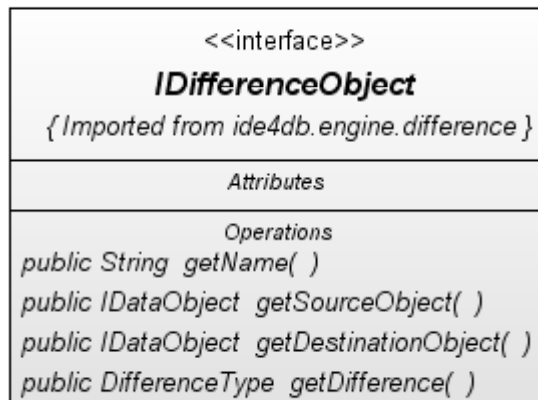 <<interface>>
IDifferenceObject
{ Imported from ide4db.engine.difference }
Attributes
Operations
public String getName( )
public IDataObject getSourceObject( )
public IDataObject getDestinationObject( )
public DifferenceType getDifference( )